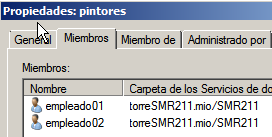 Propiedades: pintores
General Miembros Miembro de Administrado por
Miembros:
Nombre Carpeta de los Servicios de do
empleado01 torreSMR211.mio/SMR211
empleado02 torreSMR211.mio/SMR211